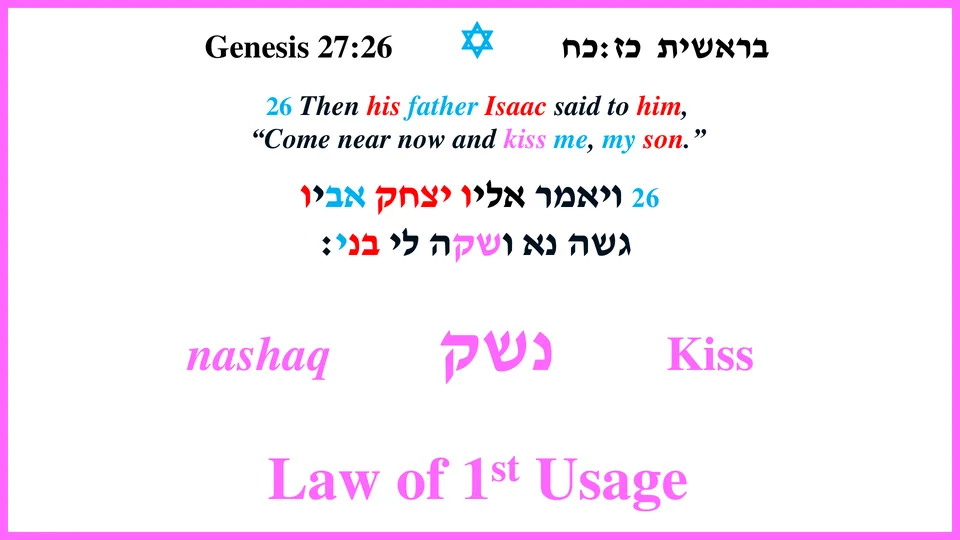 Genesis 27:26 בראשית כז:כח
26 Then his father Isaac said to him,
“Come near now and kiss me, my son.”
26 ויאמר אליו יצחק אביו
גשה נא ושקה לי בני:
nashaq נשק Kiss
Law of 1st Usage